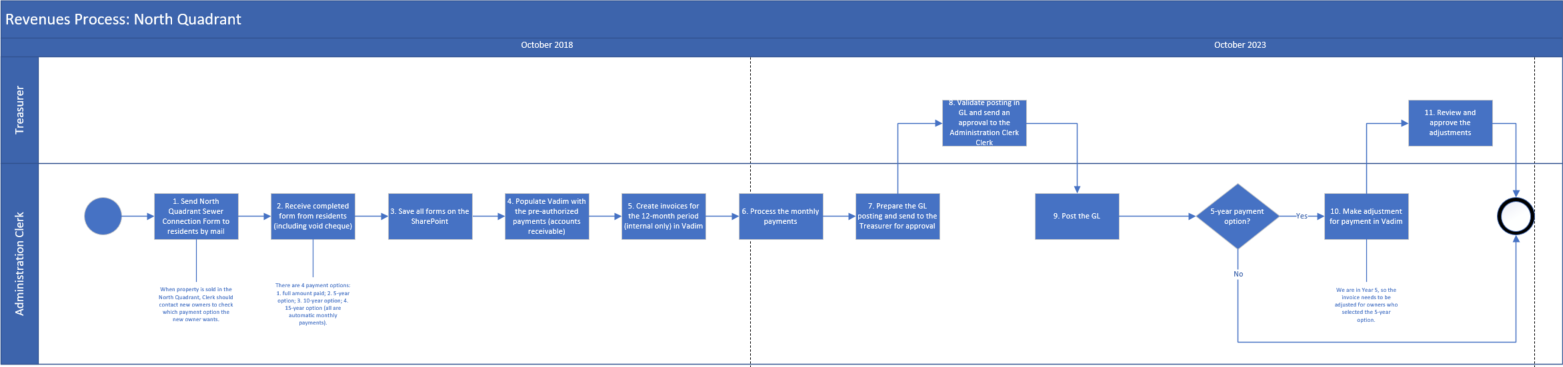 Revenues Process: North Quadrant
October 2018
October 2023
Treasurer
8. Validate posting in
GL and send an
approval to the
Administration Clerk
Clerk
11. Review and
approve the
adjustments
Administration Clerk
1. Send North
Quadrant Sewer
Connection Form to
residents by mail
2. Receive completed
form from residents
(including void cheque)
3. Save all forms on the
SharePoint
4. Populate Vadim with
the pre-authorized
payments (accounts
receivable)
5. Create invoices for
the 12-month period
(internal only) in Vadim
6. Process the monthly
payments
7. Prepare the GL
posting and send to the
Treasurer for approval
9. Post the GL
5-year payment
option?
Yes
10. Make adjustment
for payment in Vadim
No
When property is sold in the
North Quadrant, Clerk should
contact new owners to check
which payment option the
new owner wants.
There are 4 payment options:
1. full amount paid; 2. 5-year
option; 3. 10-year option; 4.
15-year option (all are
automatic monthly
payments).
We are in Year 5, so the
invoice needs to be
adjusted for owners who
selected the 5-year
option.